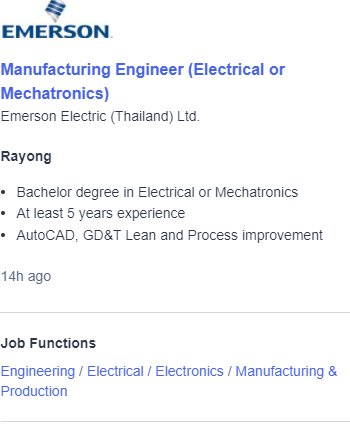 EMERSON
Manufacturing Engineer (Electrical or
Mechatronics)
Emerson Electric (Thailand) Ltd.
Rayong
• Bachelor degree in Electrical or Mechatronics
• At least 5 years experience
• AutoCAD, GD&T Lean and Process improvement
14h ago
Job Functions
Engineering / Electrical / Electronics / Manufacturing &
Production